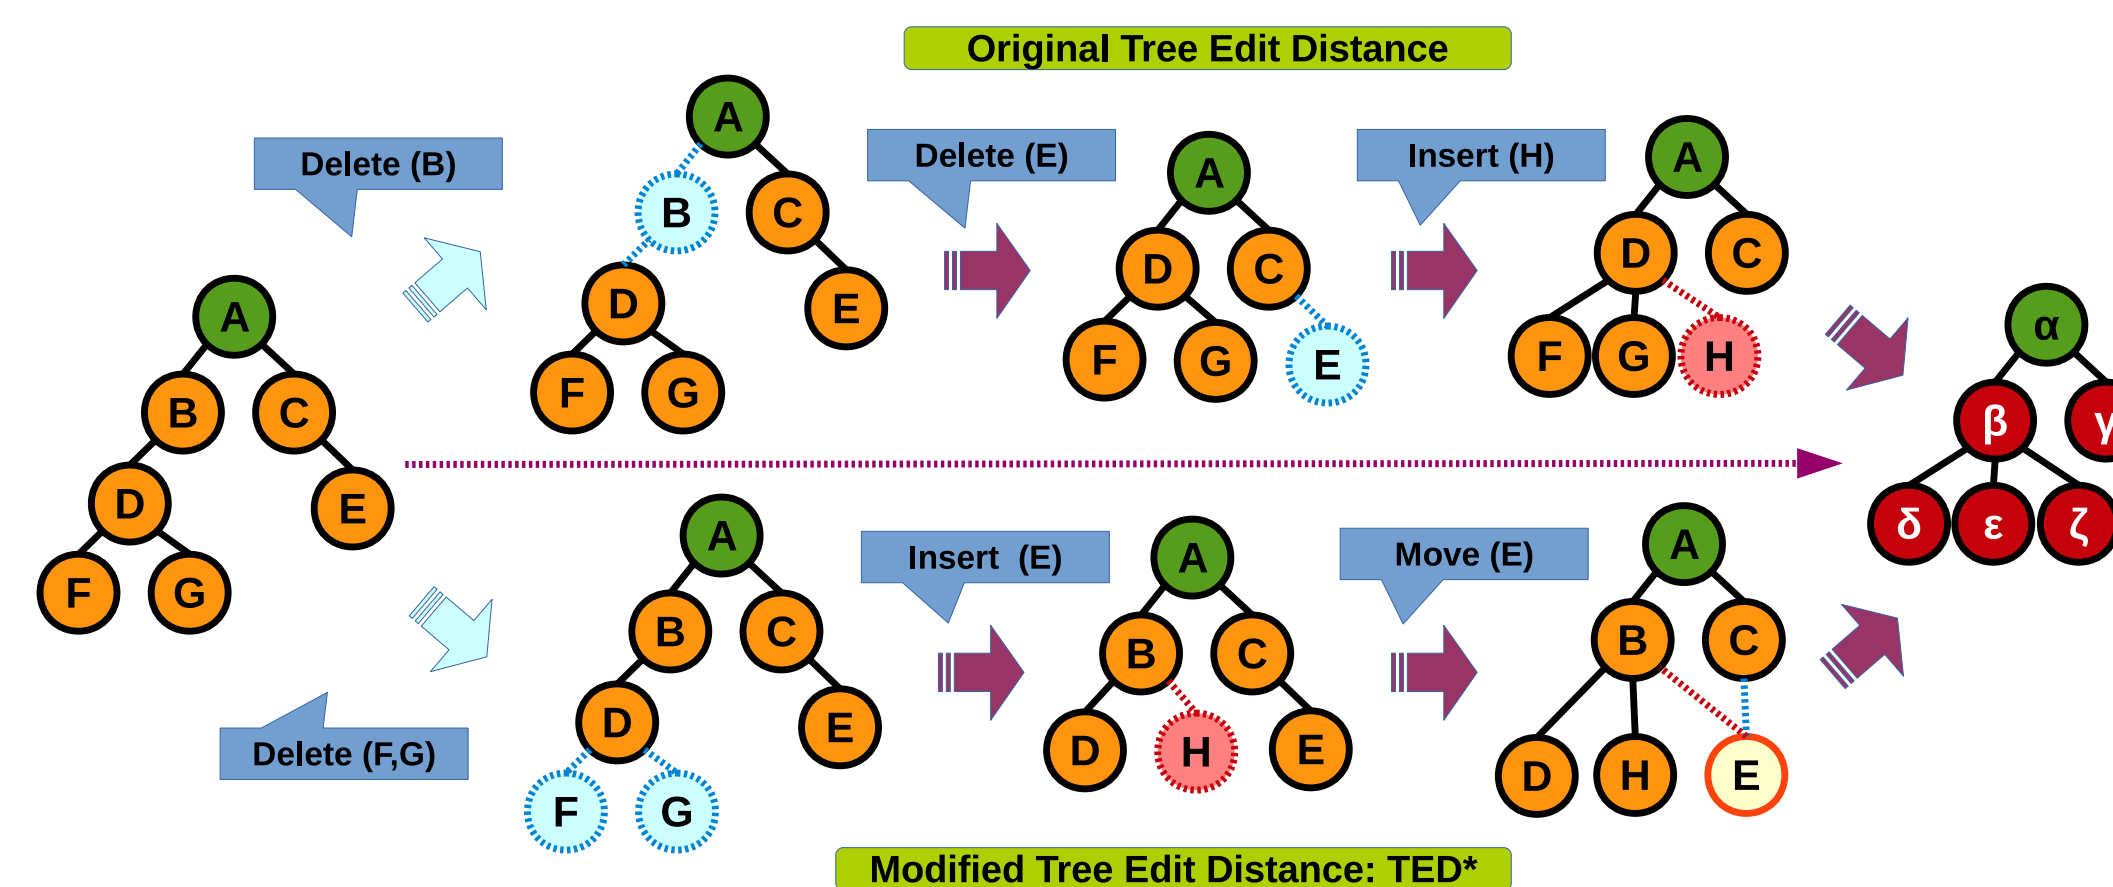 Original Tree Edit Distance
Delete (B)
Delete (E)
Insert (H)
A
B
C
D
E
F
G
A
B
C
D
E
F
G
A
D
C
F
G
E
A
D
C
F
G
H
α
β
γ
δ
ε
ζ
Delete (F,G)
Insert (E)
Move (E)
A
B
C
D
E
F
G
A
B
C
D
H
E
A
B
C
D
H
E
Modified Tree Edit Distance: TED*